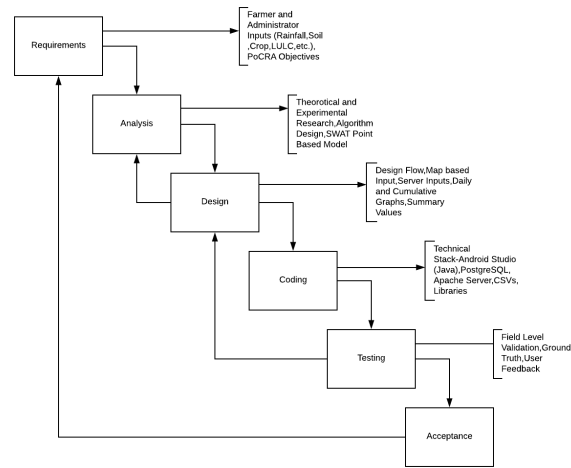 Requirements
Farmer and
Administrator
Inputs (Rainfall,Soil
,Crop,LULC,etc.),
PoCRA Objectives
Analysis
Theorotical and
Experimental
Research,Algorithm
Design,SWAT Point
Based Model
Design
Design Flow,Map based
Input,Server Inputs,Daily
and Cumulative
Graphs,Summary
Values
Coding
Technical
Stack-Android Studio
(Java),PostgreSQL,
Apache Server,CSVs,
Libraries
Testing
Field Level
Validation,Ground
Truth,User
Feedback
Acceptance